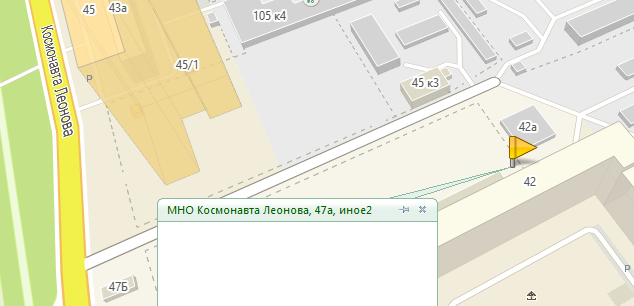 45
43а
105 к4
P
45/1
Космонавта Леонова
45 к3
42а
42
МНО Космонавта Леонова, 47а, иное2
47Б
P